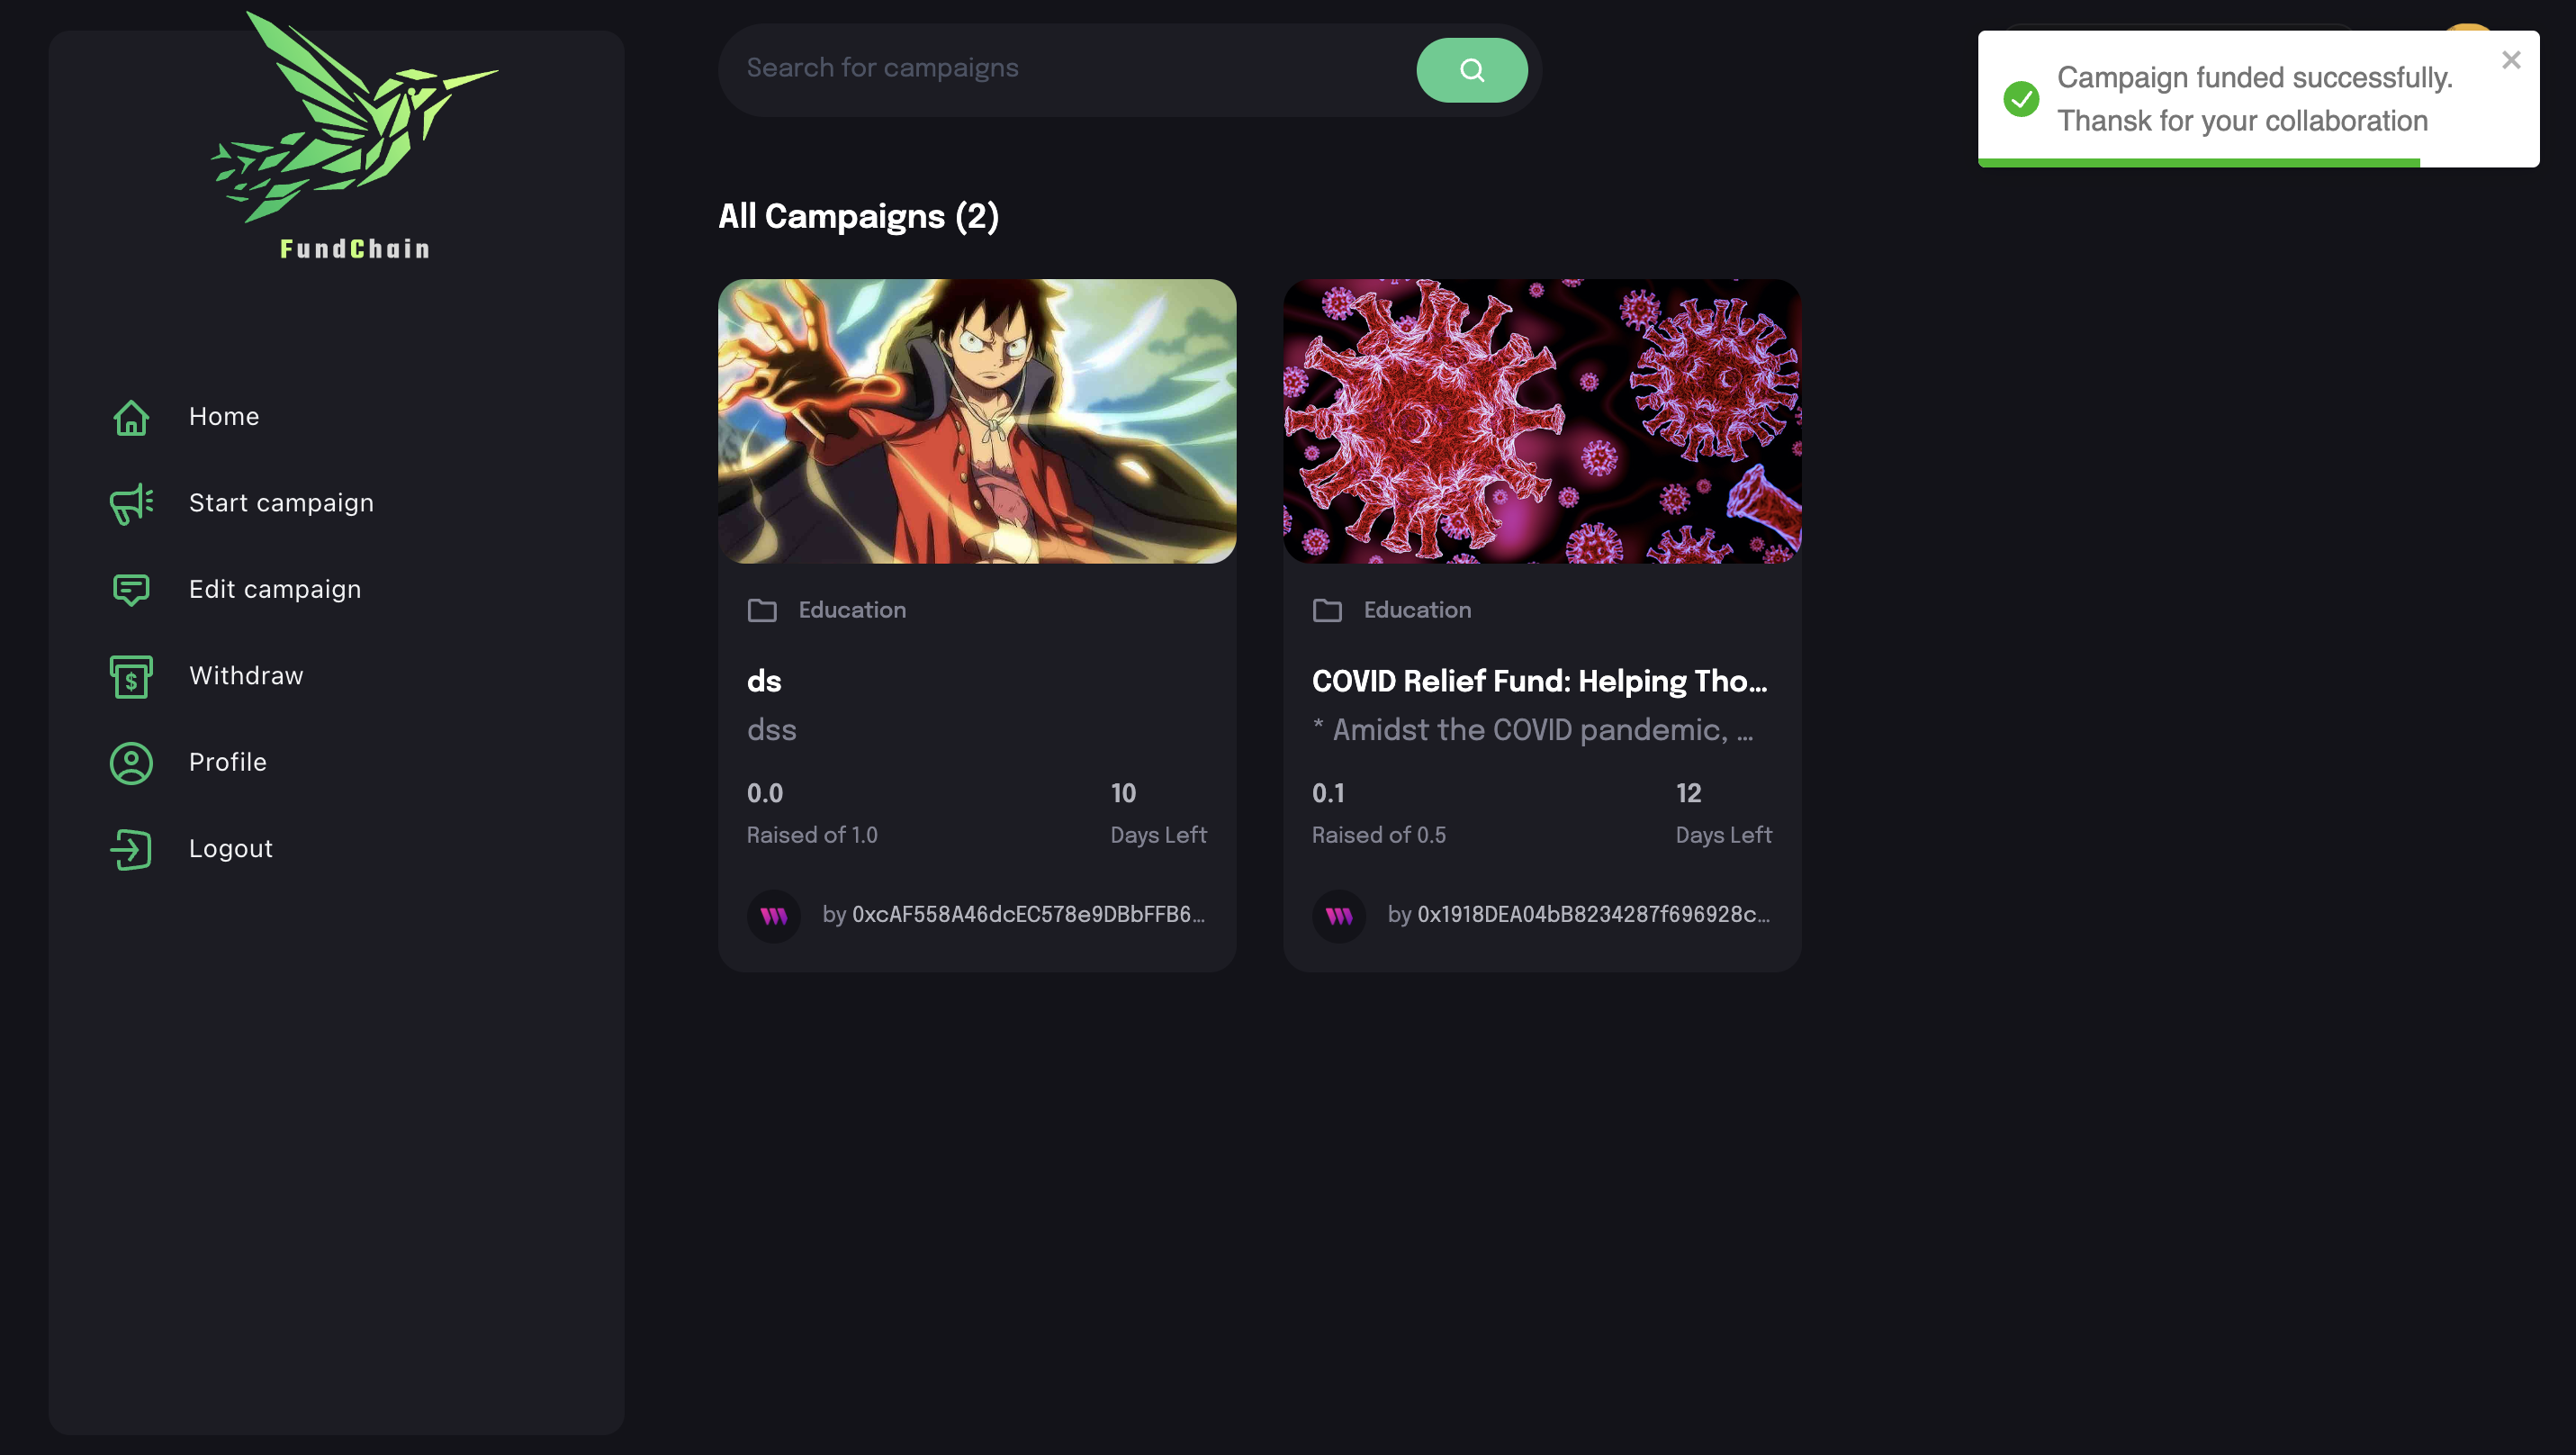 FundChain
Home
Start campaign
Edit campaign
Withdraw
Profile
Logout
Search for campaigns
Campaign funded successfully.
Thansk for your collaboration
All Campaigns (2)
Education
ds
dss
0.0
Raised of 1.0
10
Days Left
by 0xcAF558A46dcEC578e9DBbFFB6...
Education
COVID Relief Fund: Helping Tho...
* Amidst the COVID pandemic, ...
0.1
Raised of 0.5
12
Days Left
by 0x1918DEA04bB8234287f696928c...